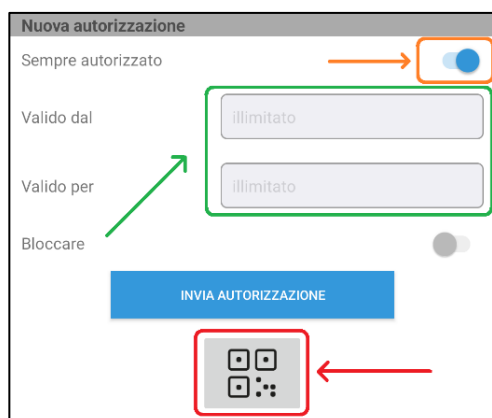 Nuova autorizzazione
Sempre autorizzato
Valido dal
illimitato
Valido per
illimitato
Bloccare
INVIA AUTORIZZAZIONE